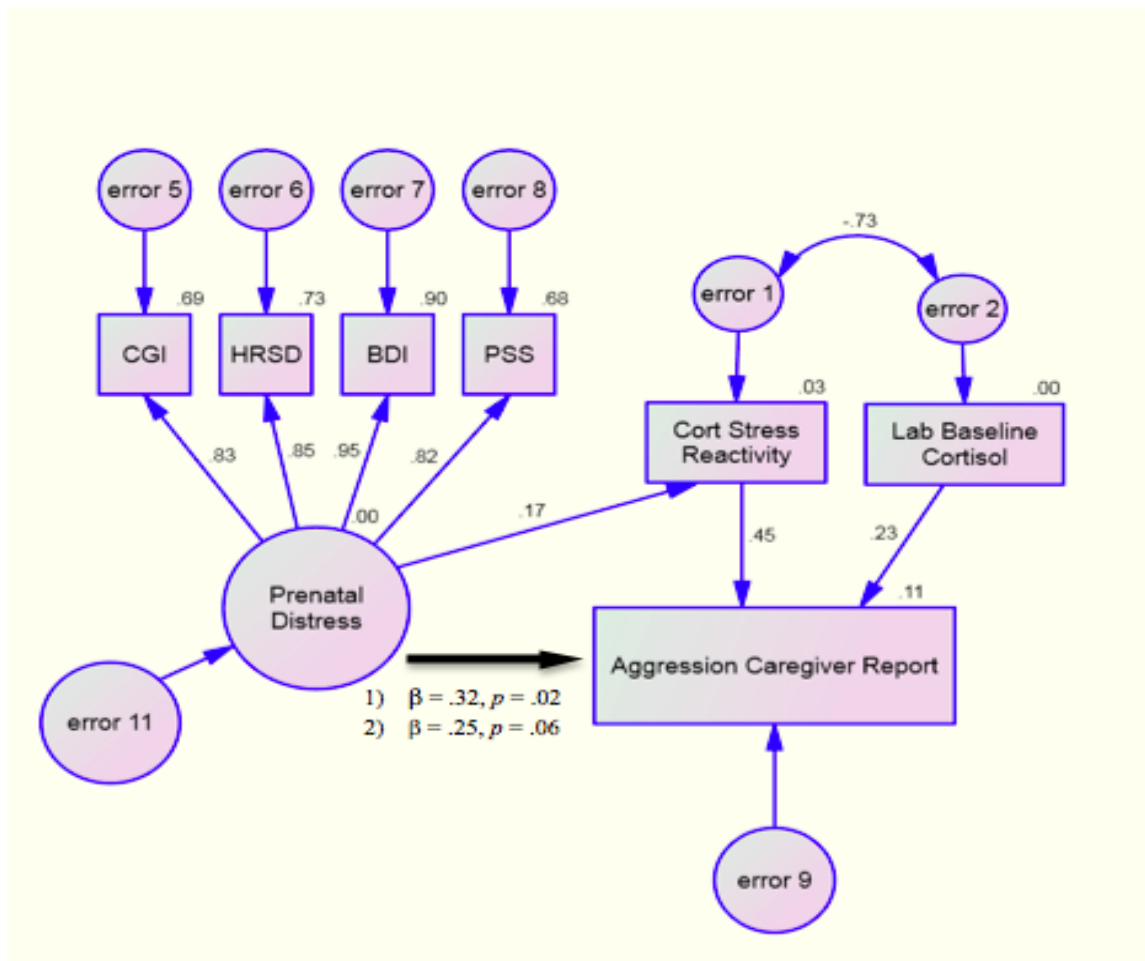 error 5
error 6
error 7
error 8
-.73
error 1
error 2
.69
.73
.90
.68
CGI
HRSD
BDI
PSS
.03
.00
Cort Stress
Reactivity
Lab Baseline
Cortisol
.83
.85
.95
.82
.00
.17
.45
.23
.11
Prenatal
Distress
Aggression Caregiver Report
1) β = .32, p = .02
2) β = .25, p = .06
error 11
error 9